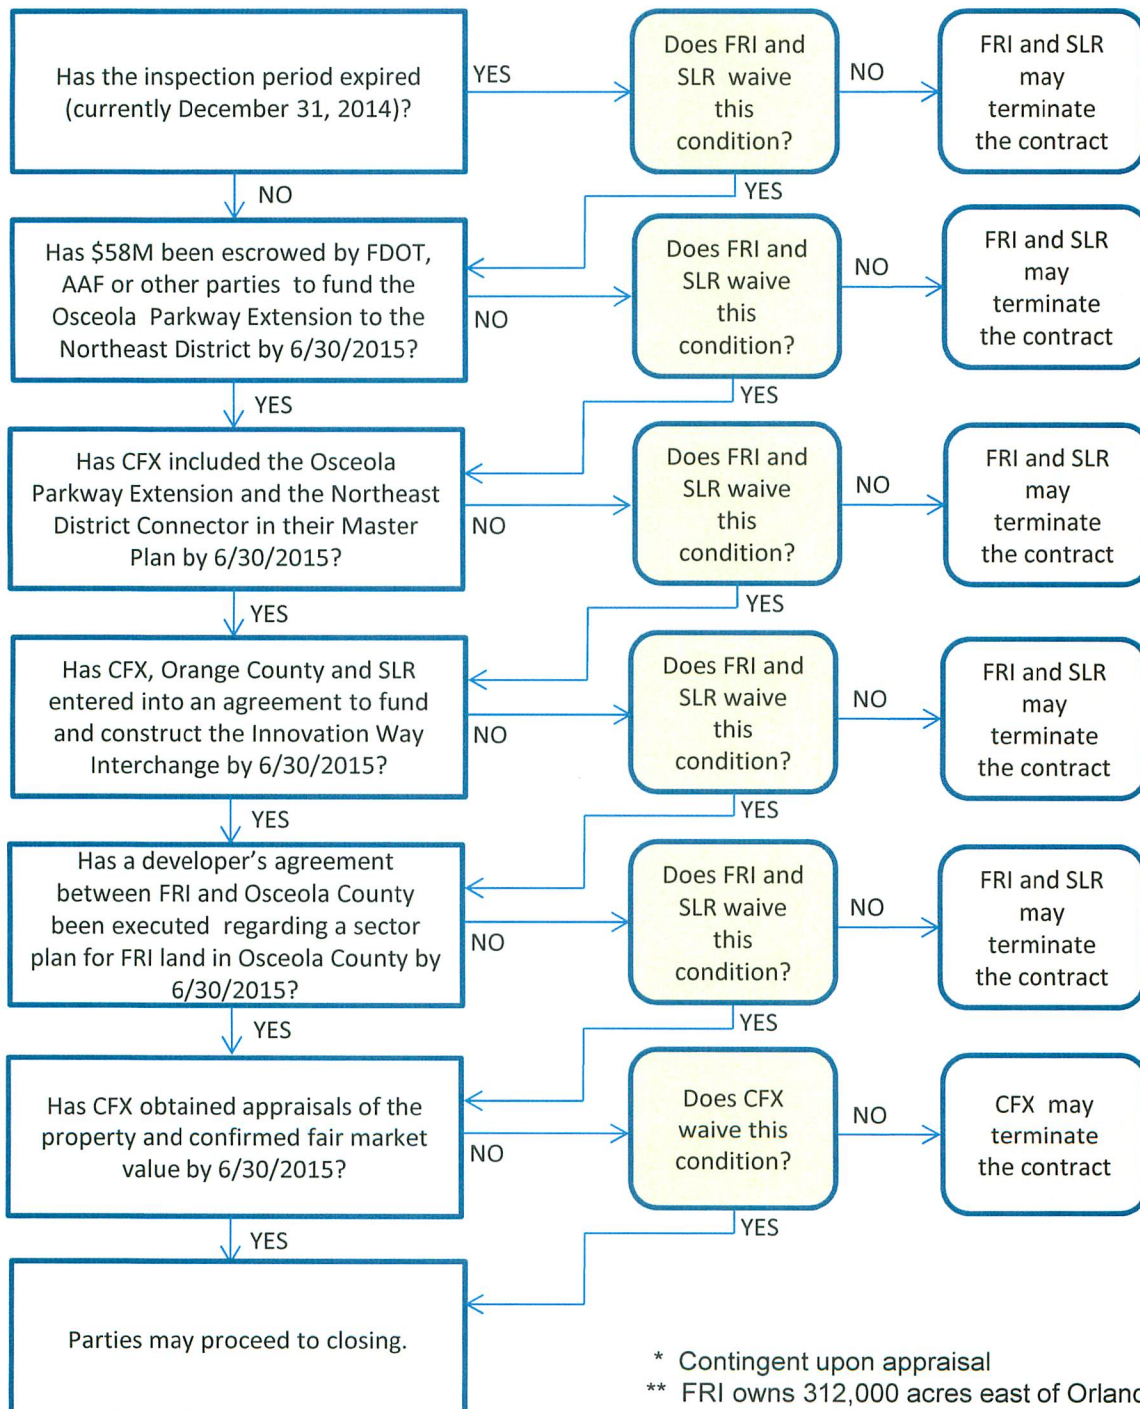 Has the inspection period expired
(currently December 31, 2014)?
YES
Does FRI and
SLR waive
this
condition?
NO
FRI and SLR
may
terminate
the contract
NO
YES
Has $58M been escrowed by FDOT,
AAF or other parties to fund the
Osceola Parkway Extension to the
Northeast District by 6/30/2015?
NO
Does FRI and
SLR waive
this
condition?
NO
FRI and SLR
may
terminate
the contract
YES
YES
Has CFX included the Osceola
Parkway Extension and the Northeast
District Connector in their Master
Plan by 6/30/2015?
NO
Does FRI and
SLR waive
this
condition?
NO
FRI and SLR
may
terminate
the contract
YES
YES
Has CFX, Orange County and SLR
entered into an agreement to fund
and construct the Innovation Way
Interchange by 6/30/2015?
NO
Does FRI and
SLR waive
this
condition?
NO
FRI and SLR
may
terminate
the contract
YES
YES
Has a developer's agreement
between FRI and Osceola County
been executed regarding a sector
plan for FRI land in Osceola County by
6/30/2015?
NO
Does FRI and
SLR waive
this
condition?
NO
FRI and SLR
may
terminate
the contract
YES
YES
Has CFX obtained appraisals of the
property and confirmed fair market
value by 6/30/2015?
NO
Does CFX
waive this
condition?
NO
CFX may
terminate
the contract
YES
YES
Parties may proceed to closing.
* Contingent upon appraisal
** FRI owns 312,000 acres east of